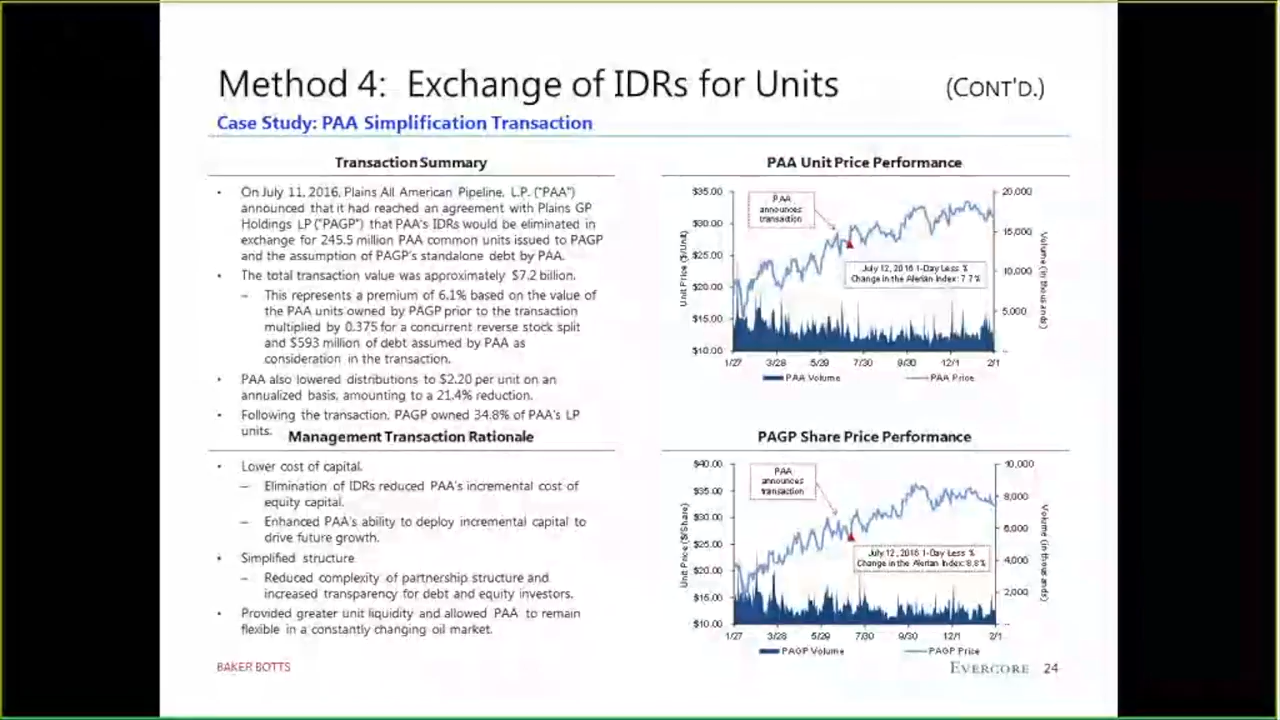 Method 4: Exchange of IDRs for Units (CONT'D.)
Case Study: PAA Simplification Transaction
Transaction Summary
• On July 11, 2016, Plains All American Pipeline, L.P. ("PAA")
announced that it had reached an agreement with Plains GP
Holdings LP ("PAGP") that PAA's IDRs would be eliminated in
exchange for 245.5 million PAA common units issued to PAGP
and the assumption of PAGP's standalone debt by PAA.
• The total transaction value was approximately $7.2 billion.
– This represents a premium of 6.1% based on the value of
the PAA units owned by PAGP prior to the transaction
multiplied by 0.375 for a concurrent reverse stock split
and $593 million of debt assumed by PAA as
consideration in the transaction.
• PAA also lowered distributions to $2.20 per unit on an
annualized basis, amounting to a 21.4% reduction.
• Following the transaction, PAGP owned 34.8% of PAA's LP
units.
Management Transaction Rationale
• Lower cost of capital.
– Elimination of IDRs reduced PAA's incremental cost of
equity capital.
– Enhanced PAA's ability to deploy incremental capital to
drive future growth.
• Simplified structure
– Reduced complexity of partnership structure and
increased transparency for debt and equity investors.
• Provided greater unit liquidity and allowed PAA to remain
flexible in a constantly changing oil market.
PAA Unit Price Performance
Unit Price ($/Unit)
$35.00
$30.00
$25.00
$20.00
$15.00
$10.00
PAA
announces
transaction
July 12, 2016 1-Day Less %
Change in the Alerian Index: 7.7%
20,000
15,000
10,000
5,000
-
Volume (in thousands)
1/27 3/28 5/29 7/30 9/30 12/1 2/1
PAA Volume PAA Price
PAGP Share Price Performance
Unit Price ($/Share)
$40.00
$35.00
$30.00
$25.00
$20.00
$15.00
$10.00
PAA
announces
transaction
July 12, 2016 1-Day Less %
Change in the Alerian Index: 8.8%
10,000
8,000
6,000
4,000
2,000
-
Volume (in thousands)
1/27 3/28 5/29 7/30 9/30 12/1 2/1
PAGP Volume PAGP Price
BAKER BOTTS
EVERCORE 24